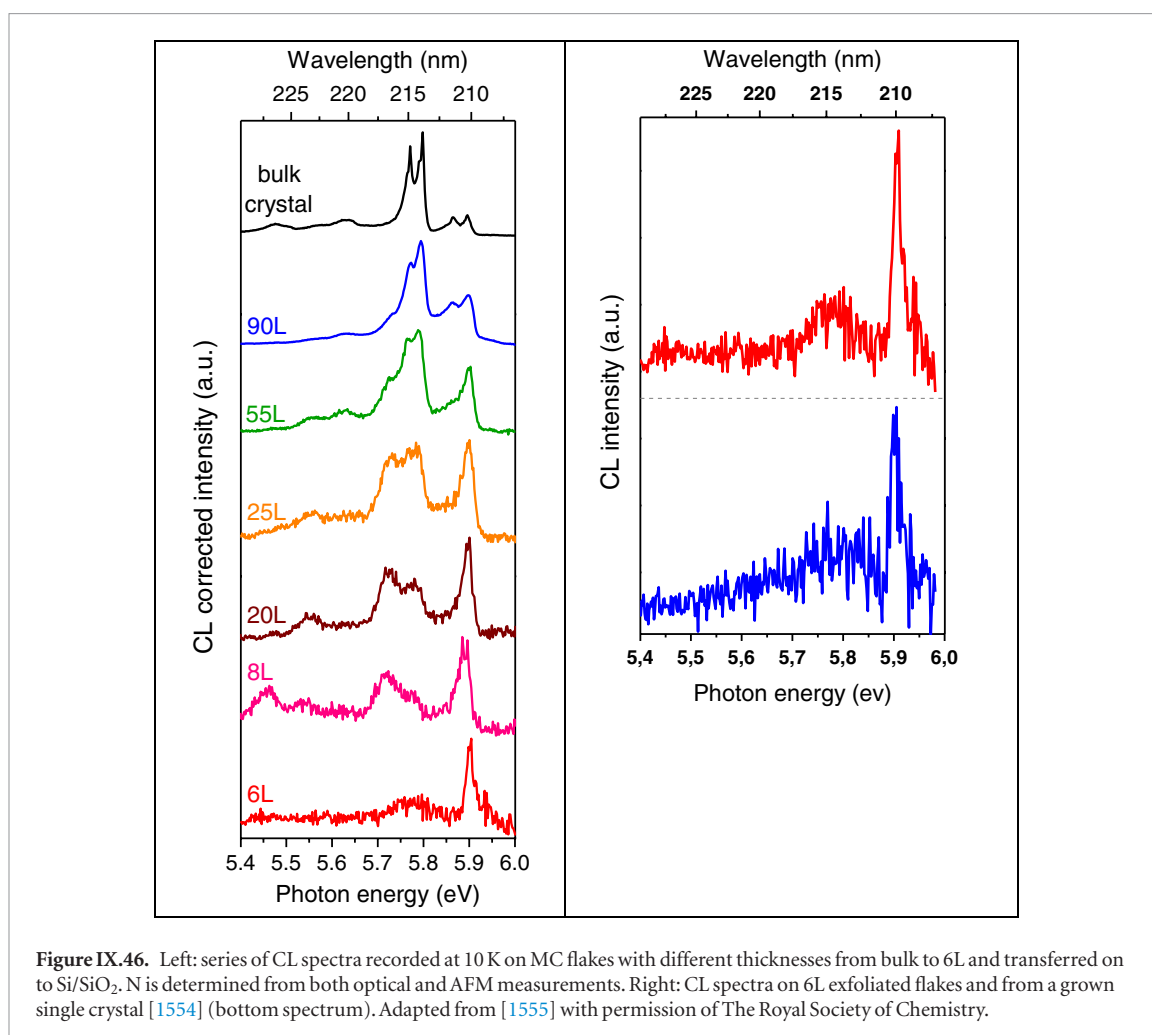 Wavelength (nm)
225 220 215 210
bulk
crystal
90L
55L
25L
20L
8L
6L
CL corrected intensity (a.u.)
5.4 5.5 5.6 5.7 5.8 5.9 6.0
Photon energy (eV)
Wavelength (nm)
225 220 215 210
CL intensity (a.u.)
5,4 5,5 5,6 5,7 5,8 5,9 6,0
Photon energy (ev)
Figure IX.46. Left: series of CL spectra recorded at 10 K on MC flakes with different thicknesses from bulk to 6L and transferred on
to Si/SiO₂. N is determined from both optical and AFM measurements. Right: CL spectra on 6L exfoliated flakes and from a grown
single crystal [1554] (bottom spectrum). Adapted from [1555] with permission of The Royal Society of Chemistry.